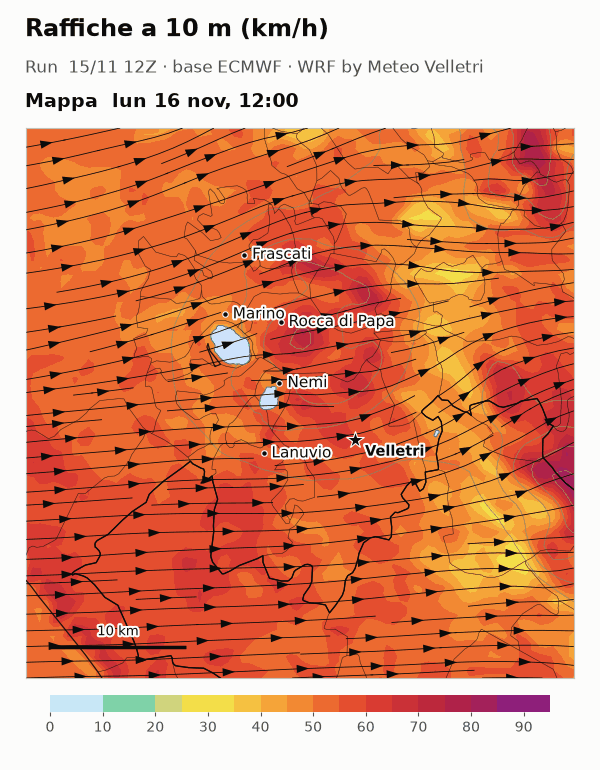 Raffiche a 10 m (km/h)
Run 15/11 12Z · base ECMWF · WRF by Meteo Velletri
Mappa lun 16 nov, 12:00
Frascati
Marino
Rocca di Papa
Nemi
Velletri
Lanuvio
10 km
0 10 20 30 40 50 60 70 80 90